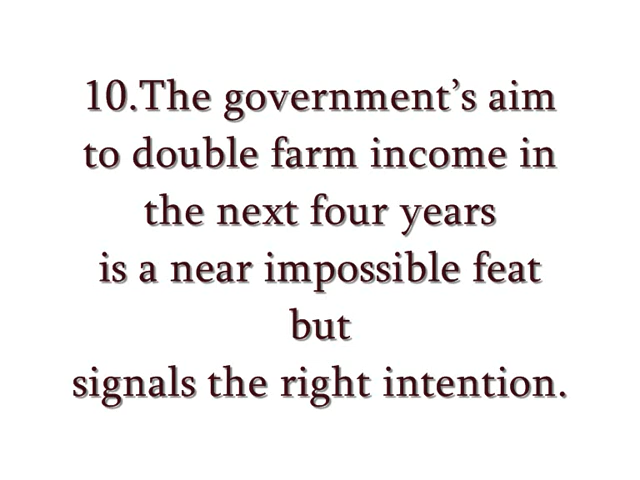 10.The government’s aim
to double farm income in
the next four years
is a near impossible feat
but
signals the right intention.